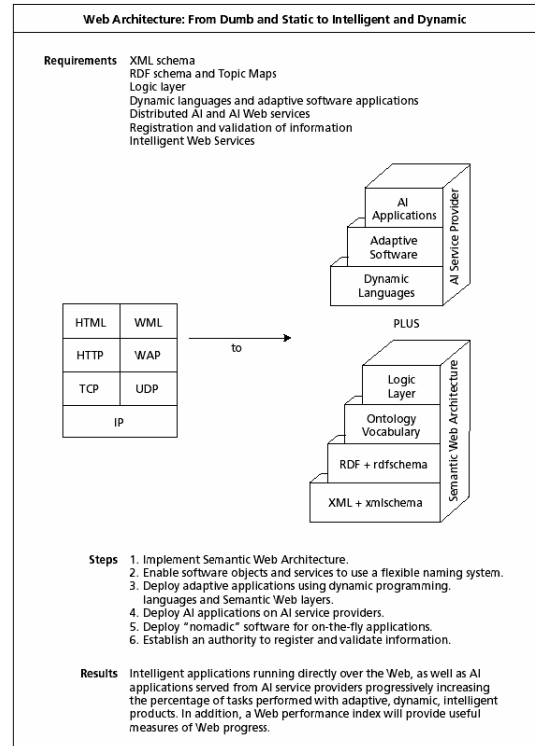 Web Architecture: From Dumb and Static to Intelligent and Dynamic
Requirements XML schema
RDF schema and Topic Maps
Logic layer
Dynamic languages and adaptive software applications
Distributed AI and AI Web services
Registration and validation of information
Intelligent Web Services
AI
Applications
Adaptive
Software
Dynamic
Languages
AI Service Provider
HTML WML
HTTP WAP
TCP UDP
IP
to
PLUS
Logic
Layer
Ontology
Vocabulary
RDF + rdfschema
XML + xmlschema
Semantic Web Architecture
Steps 1. Implement Semantic Web Architecture.
2. Enable software objects and services to use a flexible naming system.
3. Deploy adaptive applications using dynamic programming.
languages and Semantic Web layers.
4. Deploy AI applications on AI service providers.
5. Deploy “nomadic” software for on-the-fly applications.
6. Establish an authority to register and validate information.
Results Intelligent applications running directly over the Web, as well as AI
applications served from AI service providers progressively increasing
the percentage of tasks performed with adaptive, dynamic, intelligent
products. In addition, a Web performance index will provide useful
measures of Web progress.